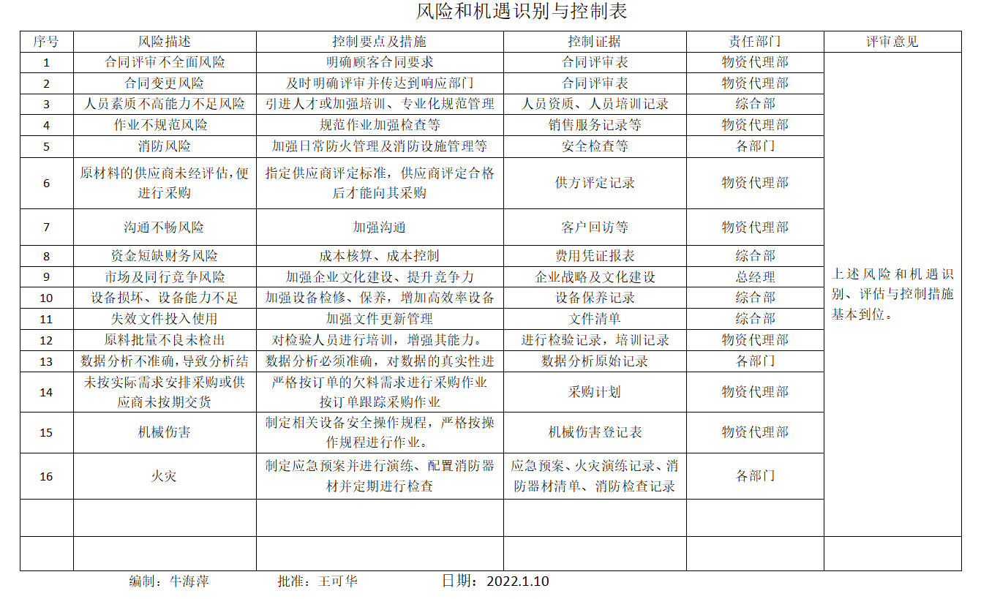 风险和机遇识别与控制表
序号 风险描述 控制要点及措施 控制证据 责任部门 评审意见
1 合同评审不全面风险 明确顾客合同要求 合同评审表 物资代理部
2 合同变更风险 及时明确评审并传达到响应部门 合同评审表 物资代理部
3 人员素质不高能力不足风险 引进人才或加强培训、专业化规范管理 人员资质、人员培训记录 综合部
4 作业不规范风险 规范作业加强检查等 销售服务记录等 物资代理部
5 消防风险 加强日常防火管理及消防设施管理等 安全检查等 各部门
原材料的供应商未经评估，便 指定供应商评定标准，供应商评定合格
6 供方评定记录 物资代理部
进行采购 后才能向其采购
7 沟通不畅风险 加强沟通 客户回访等 物资代理部
8 资金短缺财务风险 成本核算、成本控制 费用凭证报表 综合部
9 市场及同行竞争风险 加强企业文化建设、提升竞争力 企业战略及文化建设 总经理
上述风险和机遇识
别、评估与控制措施
基本到位。
10 设备损坏、设备能力不足 加强设备检修、保养，增加高效率设备 设备保养记录 综合部
11 失效文件投入使用 加强文件更新管理 文件清单 综合部
12 原料批量不良未检出 对检验人员进行培训，增强其能力。 进行检验记录，培训记录 物资代理部
13 数据分析不准确，导致分析结 数据分析必须准确，对数据的真实性进 数据分析原始记录 各部门
未按实际需求安排采购或供 严格按订单的欠料需求进行采购作业
14 采购计划 物资代理部
应商未按期交货 按订单跟踪采购作业
制定相关设备安全操作规程，严格按操
15 机械伤害 机械伤害登记表 物资代理部
作规程进行作业。
制定应急预案并进行演练、配置消防器 应急预案、火灾演练记录、消
16 火灾 各部门
材并定期进行检查 防器材清单、消防检查记录
编制：牛海萍 批准：王可华 日期：2022.1.10